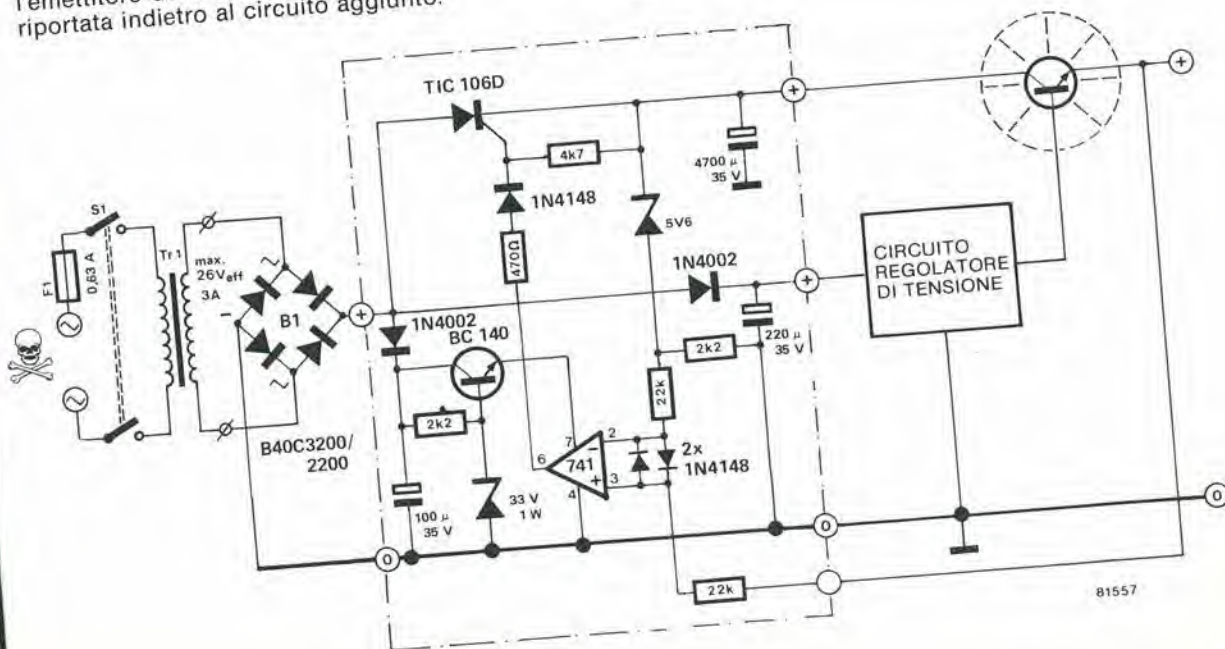 riportata indietro al circuito aggiunto.
TIC 106D
4k7
4700 µ
35 V
1N4148
5V6
S1
F1
0,63 A
Tr 1
max.
26Veff
3A
470Ω
1N4002
CIRCUITO
REGOLATORE
DI TENSIONE
B1
1N4002
BC 140
220 µ
35 V
2k2
22k
2k2
B40C3200/
2200
7
2
6
741
2x
1N4148
3
4
100 µ
35 V
33 V
1 W
0
0
0
22k
81557